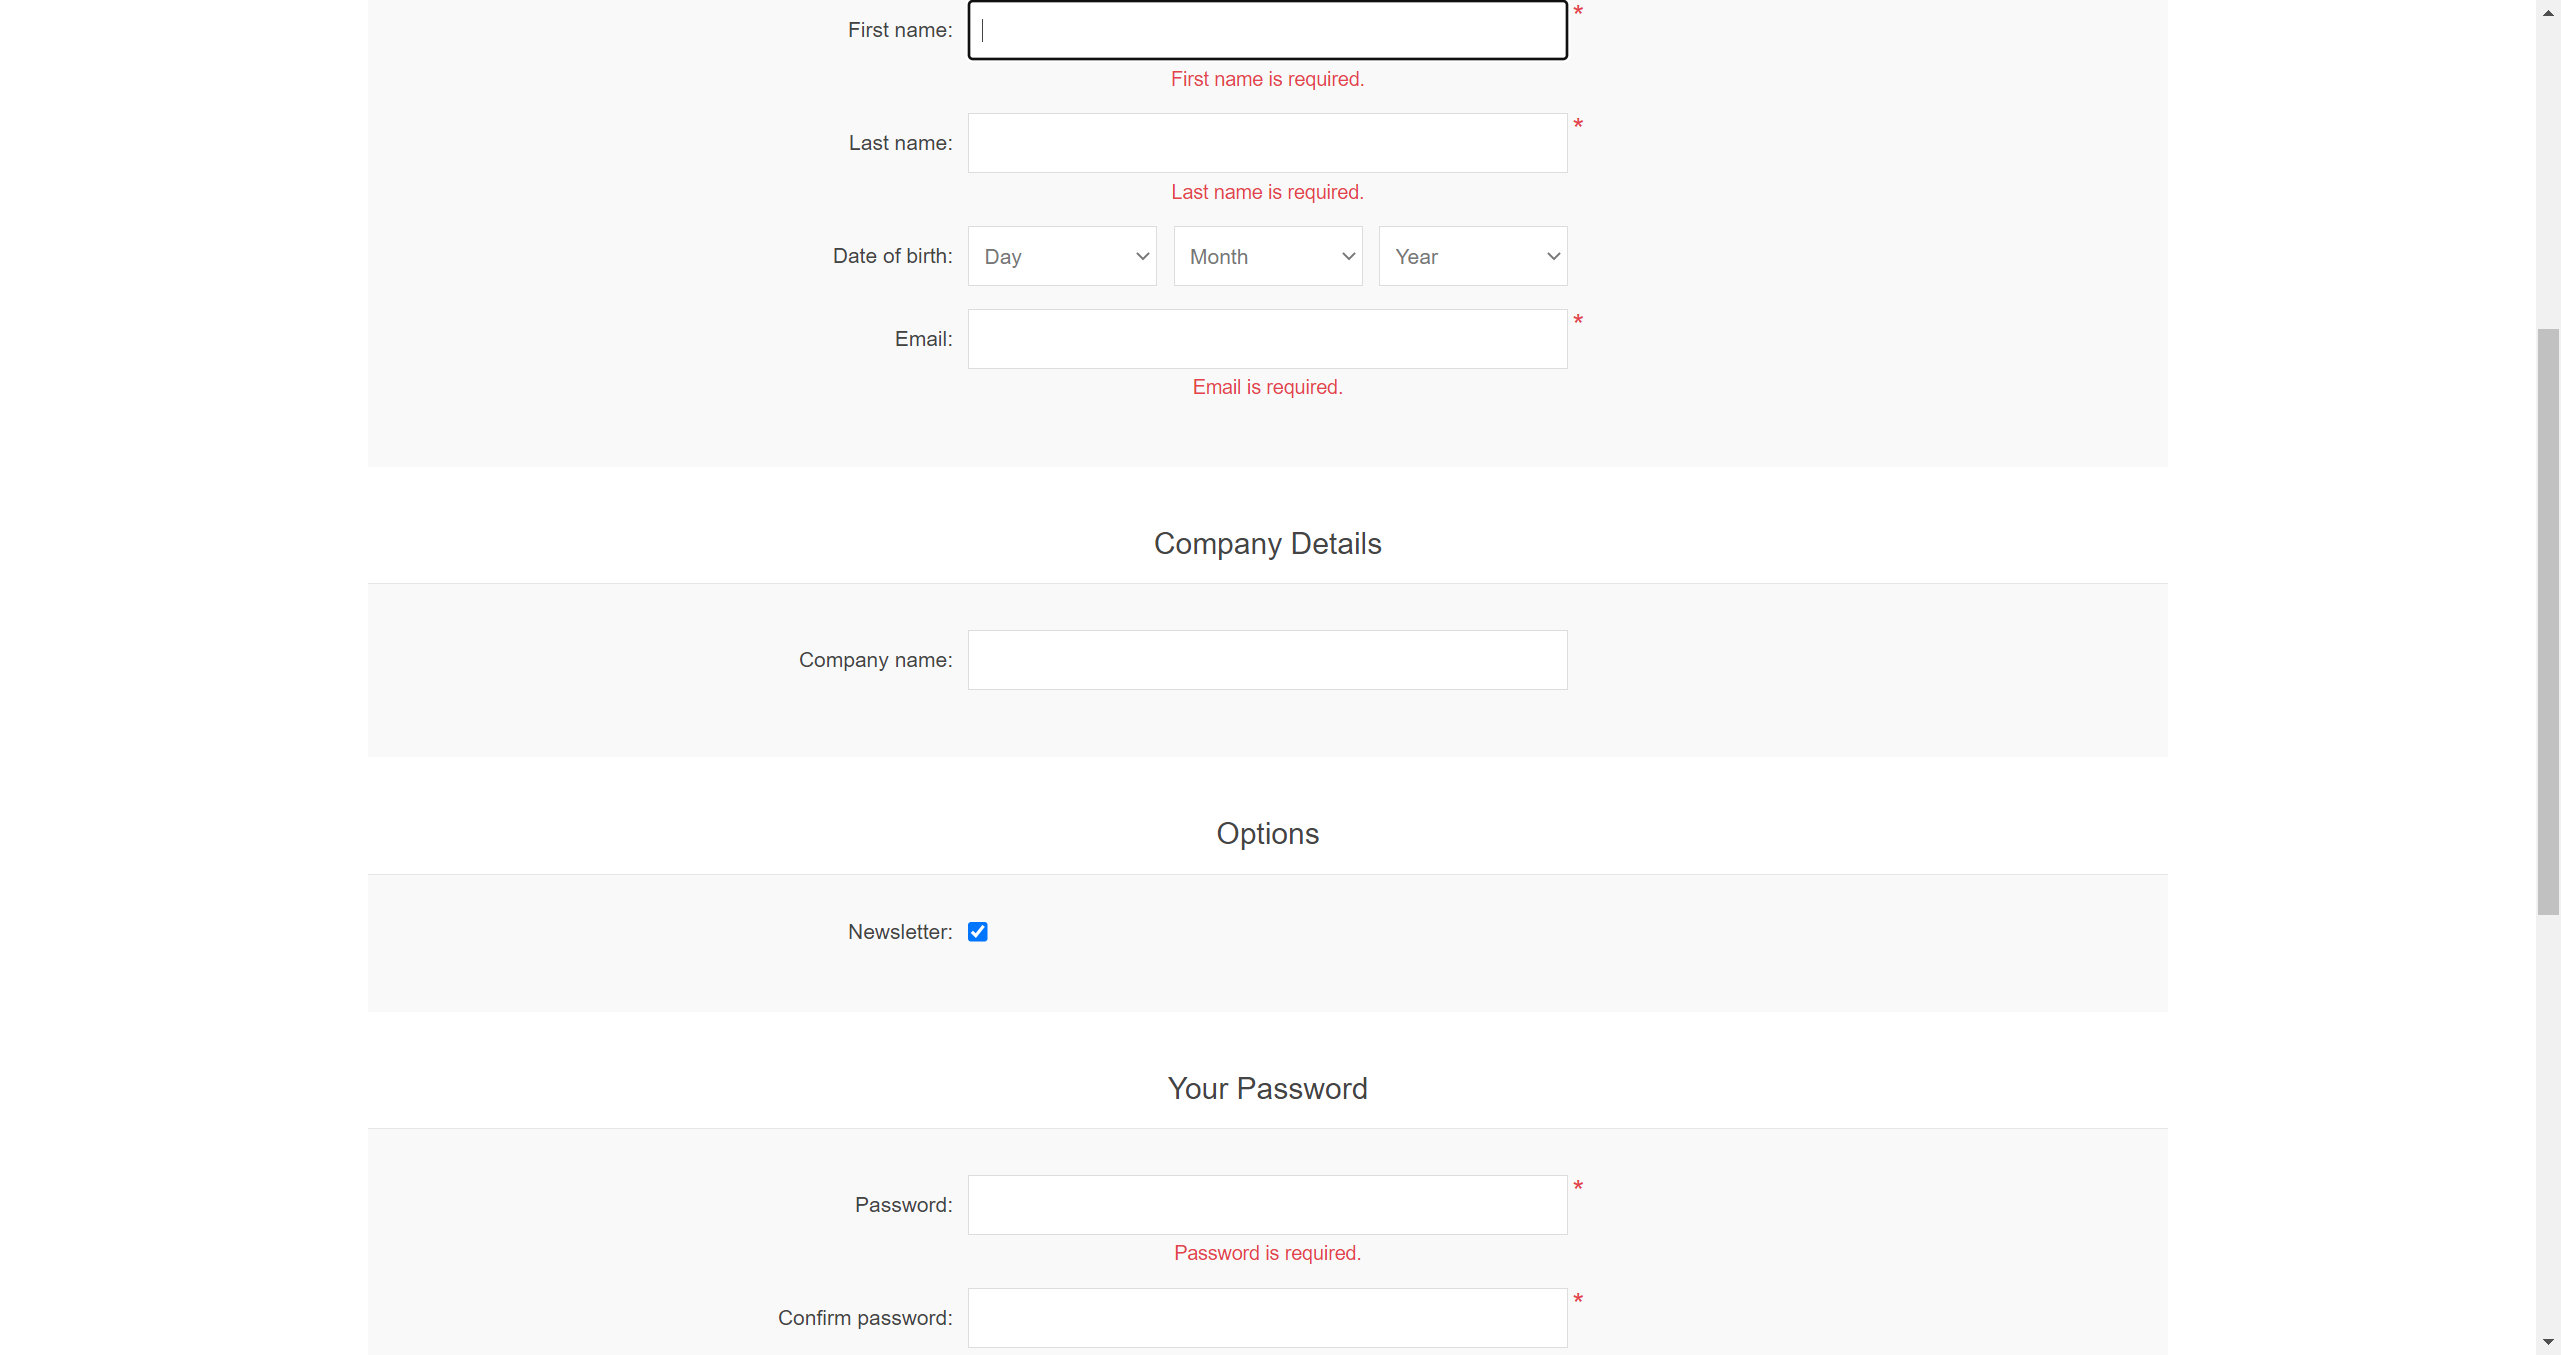 First name: *
First name is required.
Last name: *
Last name is required.
Date of birth: Day Month Year
Email: *
Email is required.
Company Details
Company name:
Options
Newsletter:
Your Password
Password: *
Password is required.
Confirm password: *